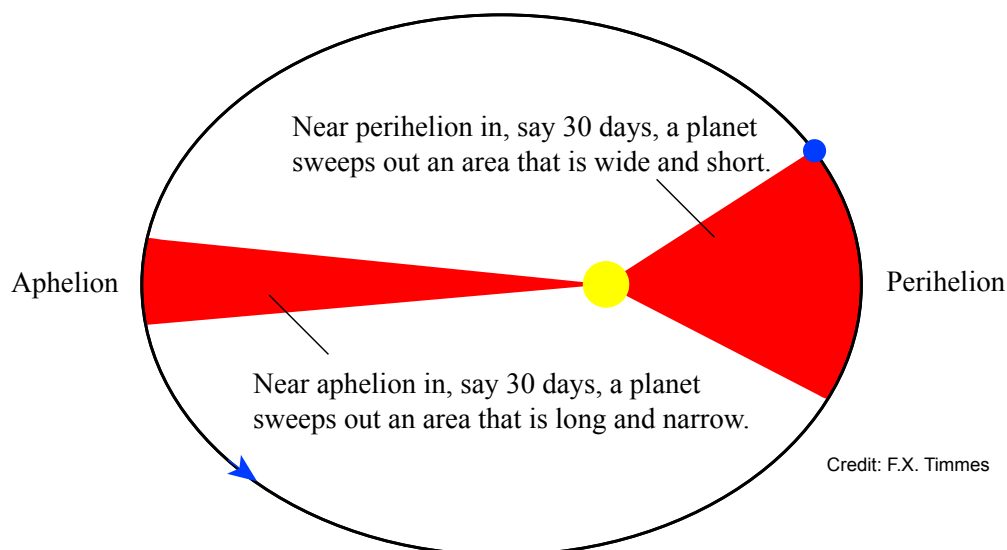 Near perihelion in, say 30 days, a planet
sweeps out an area that is wide and short.
Aphelion
Perihelion
Near aphelion in, say 30 days, a planet
sweeps out an area that is long and narrow.
Credit: F.X. Timmes